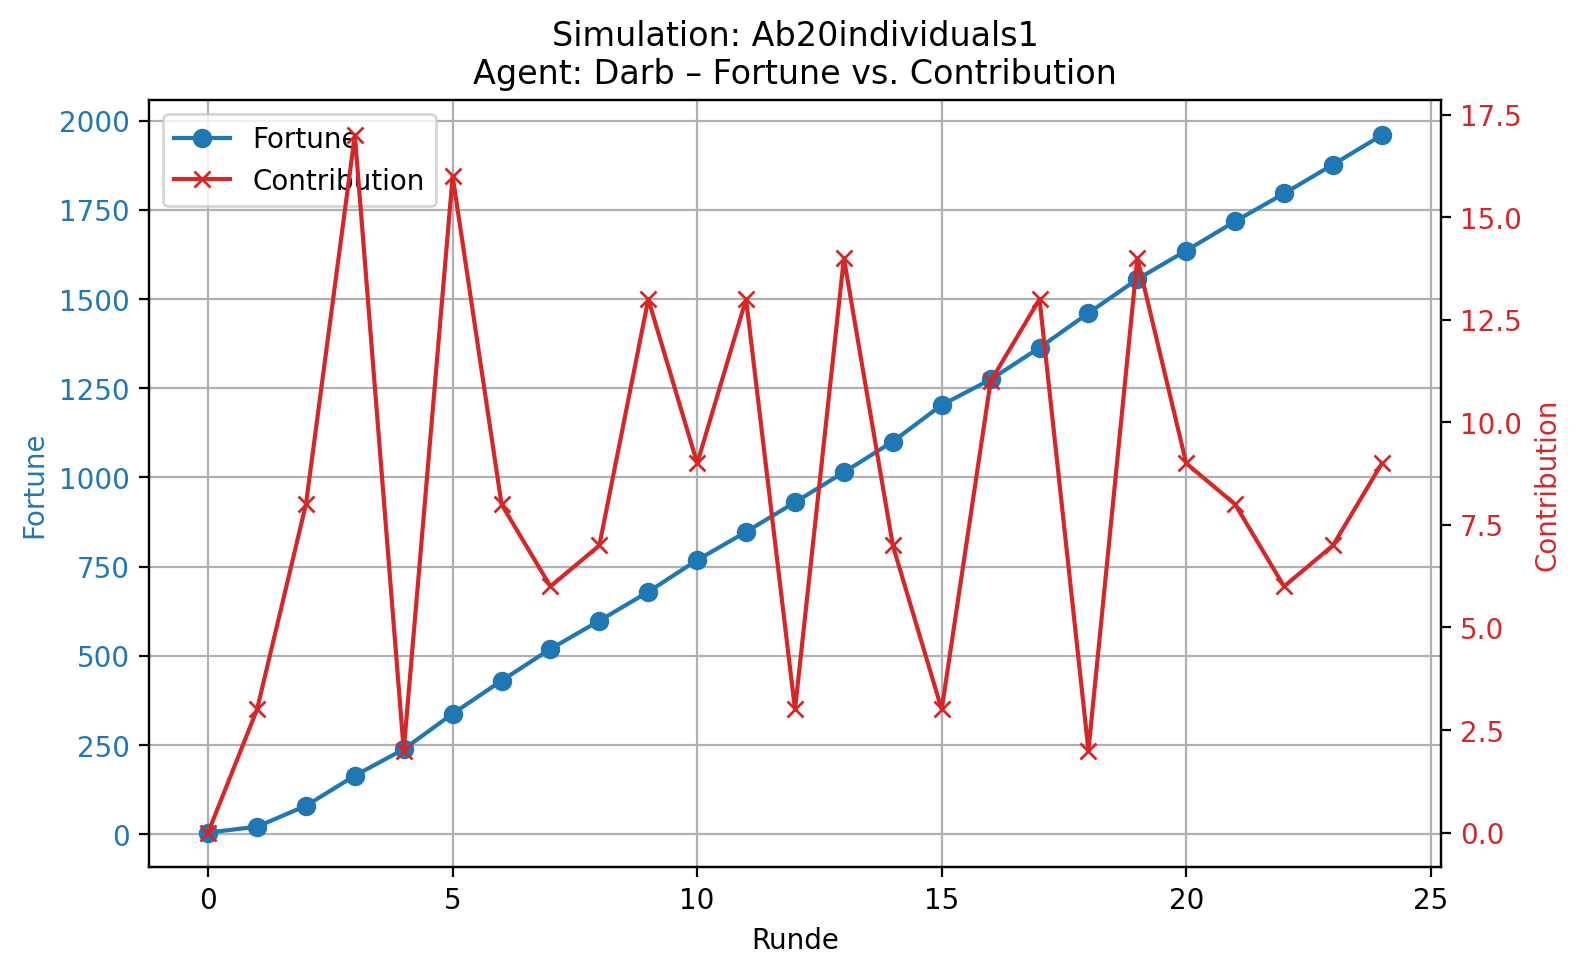 Simulation: Ab20individuals1
Agent: Darb – Fortune vs. Contribution
Fortune
Contribution
2000
1750
1500
1250
1000
750
500
250
0
Fortune
17.5
15.0
12.5
10.0
7.5
5.0
2.5
0.0
Contribution
0 5 10 15 20 25
Runde